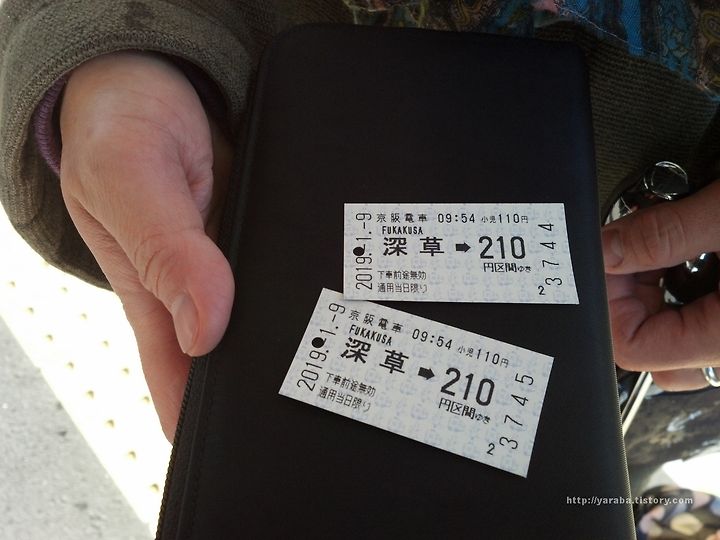 2019.-1.-9
京阪電車 09:54 小児110円
FUKAKUSA
深草➡210
円区間ゆき
下車前途無効
通用当日限り
2 3744
2019.-1.-9
京阪電車 09:54 小児110円
FUKAKUSA
深草➡210
円区間ゆき
下車前途無効
通用当日限り
2 3745
http://yaraba.tistory.com